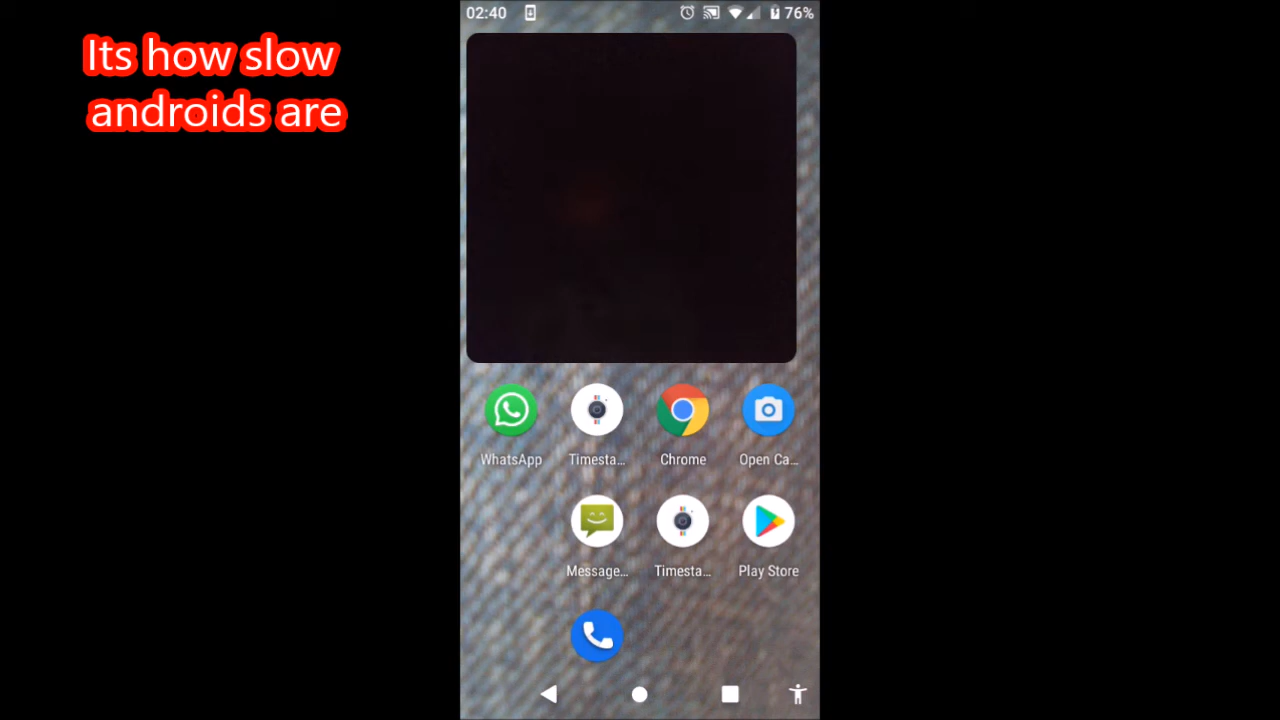 02:40
76%
Its how slow
androids are
WhatsApp
Timesta...
Chrome
Open Ca...
Message...
Timesta...
Play Store